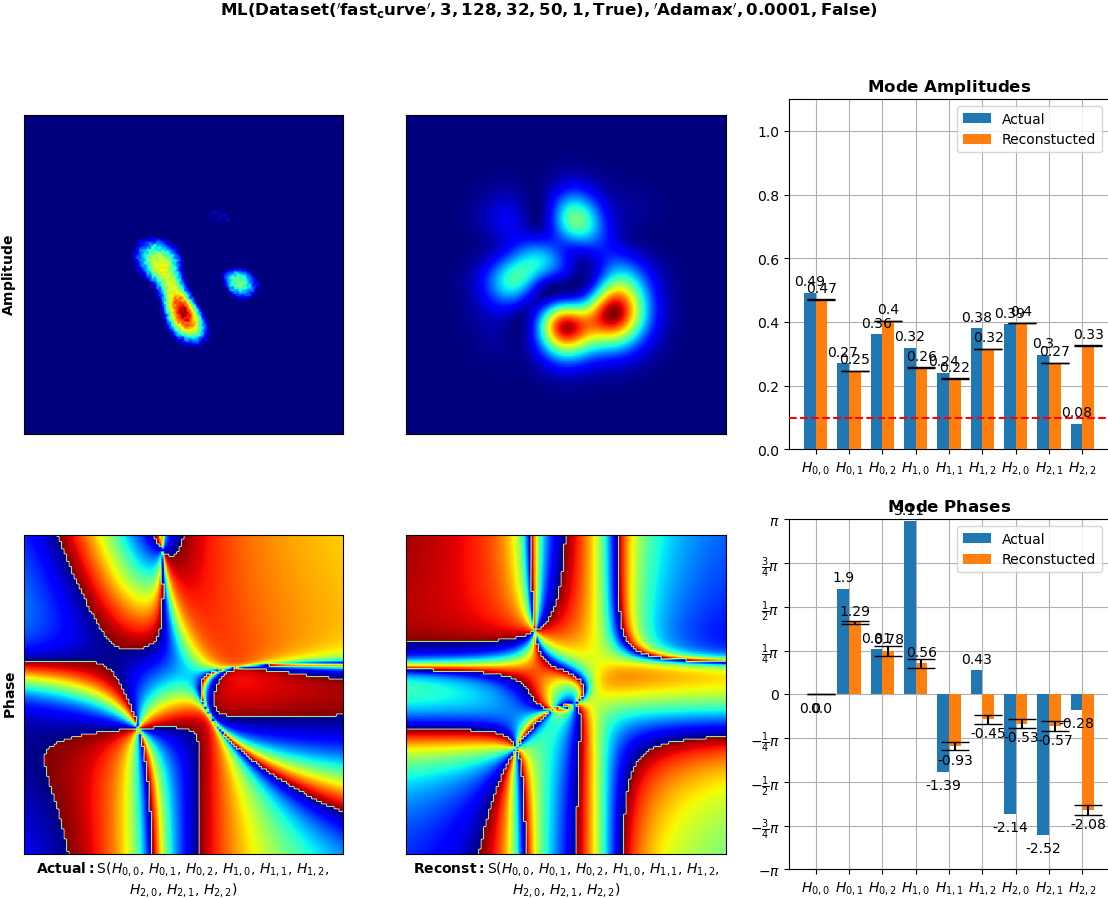 ML(Dataset('fast_curve', 3, 128, 32, 50, 1, True), 'Adamax', 0.0001, False)
Amplitude
Mode Amplitudes
Actual
Reconstucted
1.0
0.8
0.6
0.4
0.2
0.0
0.49 0.27 0.36 0.32 0.24 0.38 0.39 0.3 0.08
0.47 0.25 0.4 0.26 0.22 0.32 0.4 0.27 0.33
H0,0 H0,1 H0,2 H1,0 H1,1 H1,2 H2,0 H2,1 H2,2
Phase
Mode Phases
Actual
Reconstucted
π
3/4π
1/2π
1/4π
0
−1/4π
−1/2π
−3/4π
−π
0.0 1.9 0.81 3.11 -1.39 0.43 -2.14 -2.52 -0.28
0.0 1.29 0.78 0.56 -0.93 -0.45 -0.53 -0.57 -2.08
H0,0 H0,1 H0,2 H1,0 H1,1 H1,2 H2,0 H2,1 H2,2
Actual: S(H0,0, H0,1, H0,2, H1,0, H1,1, H1,2,
H2,0, H2,1, H2,2)
Reconst: S(H0,0, H0,1, H0,2, H1,0, H1,1, H1,2,
H2,0, H2,1, H2,2)